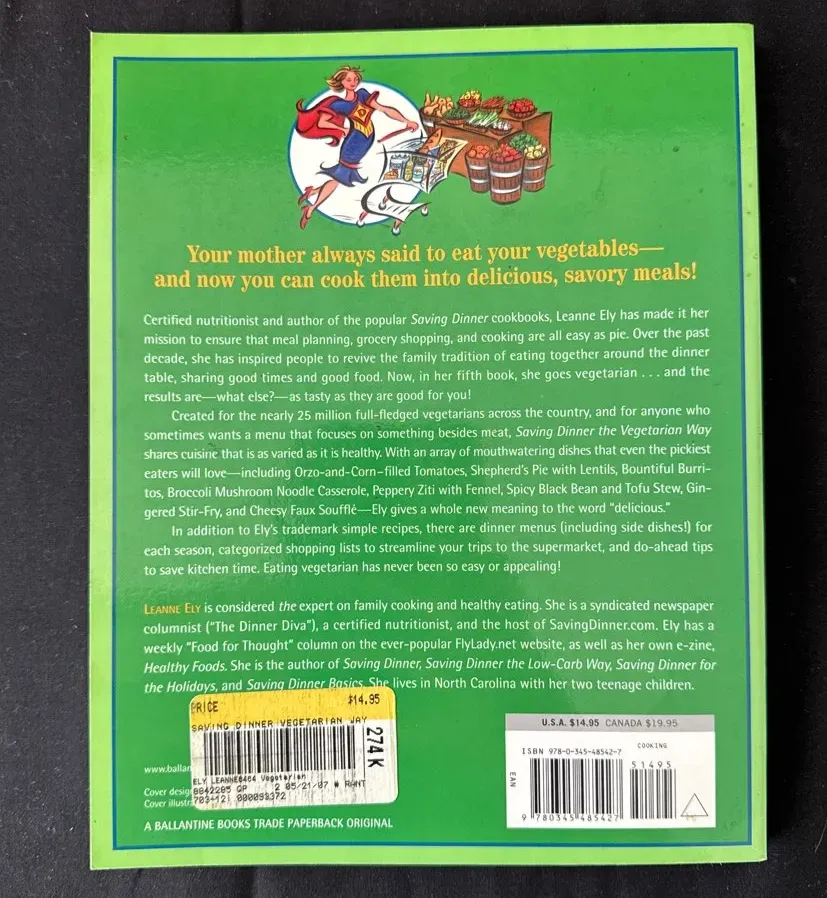 Your mother always said to eat your vegetables—
and now you can cook them into delicious, savory meals!
Certified nutritionist and author of the popular Saving Dinner cookbooks, Leanne Ely has made it her
mission to ensure that meal planning, grocery shopping, and cooking are all easy as pie. Over the past
decade, she has inspired people to revive the family tradition of eating together around the dinner
table, sharing good times and good food. Now, in her fifth book, she goes vegetarian . . . and the
results are—what else?—as tasty as they are good for you!
Created for the nearly 25 million full-fledged vegetarians across the country, and for anyone who
sometimes wants a menu that focuses on something besides meat, Saving Dinner the Vegetarian Way
shares cuisine that is as varied as it is healthy. With an array of mouthwatering dishes that even the pickiest
eaters will love—including Orzo-and-Corn–filled Tomatoes, Shepherd's Pie with Lentils, Bountiful Burri-
tos, Broccoli Mushroom Noodle Casserole, Peppery Ziti with Fennel, Spicy Black Bean and Tofu Stew, Gin-
gered Stir-Fry, and Cheesy Faux Soufflé—Ely gives a whole new meaning to the word "delicious."
In addition to Ely's trademark simple recipes, there are dinner menus (including side dishes!) for
each season, categorized shopping lists to streamline your trips to the supermarket, and do-ahead tips
to save kitchen time. Eating vegetarian has never been so easy or appealing!
LEANNE ELY is considered the expert on family cooking and healthy eating. She is a syndicated newspaper
columnist ("The Dinner Diva"), a certified nutritionist, and the host of SavingDinner.com. Ely has a
weekly "Food for Thought" column on the ever-popular FlyLady.net website, as well as her own e-zine,
Healthy Foods. She is the author of Saving Dinner, Saving Dinner the Low-Carb Way, Saving Dinner for
the Holidays, and Saving Dinner Basics. She lives in North Carolina with her two teenage children.
PRICE $14.95
SAVING DINNER VEGETARIAN WAY
274K
ELY LEANNE8464 Vegetarian
8842285 QP 2 05/21/07 RANT
000093372
www.ballan
Cover desig
Cover illustr
A BALLANTINE BOOKS TRADE PAPERBACK ORIGINAL
U.S.A. $14.95 CANADA $19.95
COOKING
ISBN 978-0-345-48542-7
51495
EAN
9 780345 485427